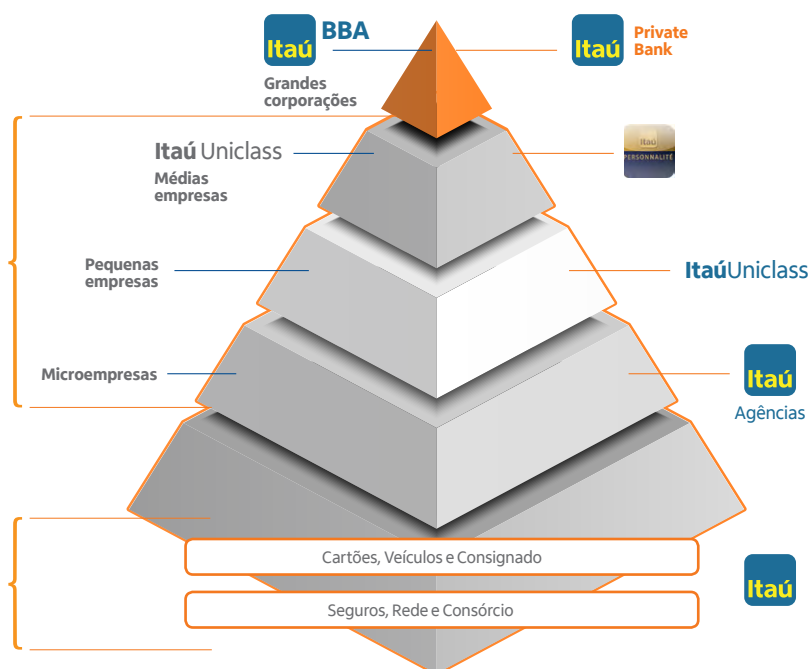 Itaú
BBA
Grandes
corporações
Itaú
Private
Bank
Itaú Uniclass
Médias
empresas
Itaú
PERSONNALITÉ
Pequenas
empresas
ItaúUniclass
Microempresas
Itaú
Agências
Cartões, Veículos e Consignado
Itaú
Seguros, Rede e Consórcio